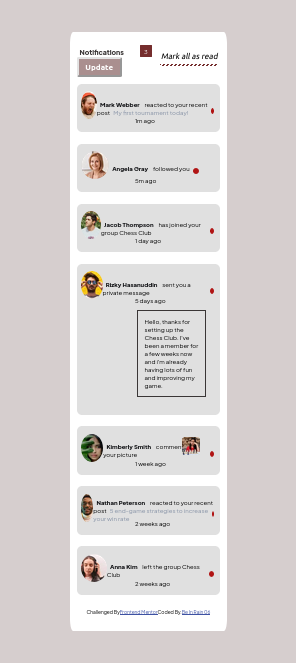 Notifications 3 Mark all as read
Update
Mark Webber reacted to your recent
post My first tournament today!
1m ago
Angela Gray followed you
5m ago
Jacob Thompson has joined your
group Chess Club
1 day ago
Rizky Hasanuddin sent you a
private message
5 days ago
Hello, thanks for
setting up the
Chess Club. I've
been a member for
a few weeks now
and I'm already
having lots of fun
and improving my
game.
Kimberly Smith commen
your picture
1 week ago
Nathan Peterson reacted to your recent
post 5 end-game strategies to increase
your win rate
2 weeks ago
Anna Kim left the group Chess
Club
2 weeks ago
Challenged By Frontend Mentor Coded By